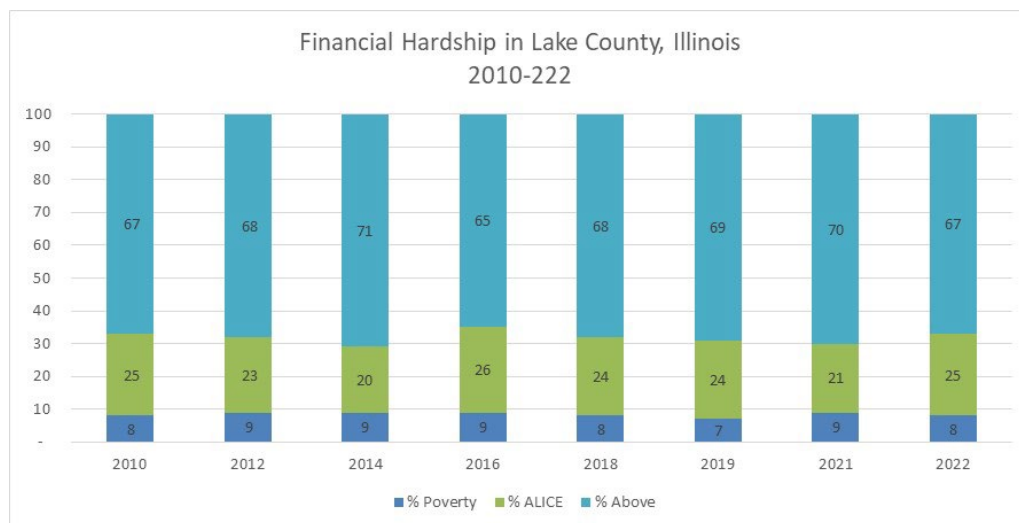 Financial Hardship in Lake County, Illinois
2010-222
100
90
80
70
60
50
40
30
20
10
-
67 68 71 65 68 69 70 67
25 23 20 26 24 24 21 25
8 9 9 9 8 7 9 8
2010 2012 2014 2016 2018 2019 2021 2022
% Poverty % ALICE % Above